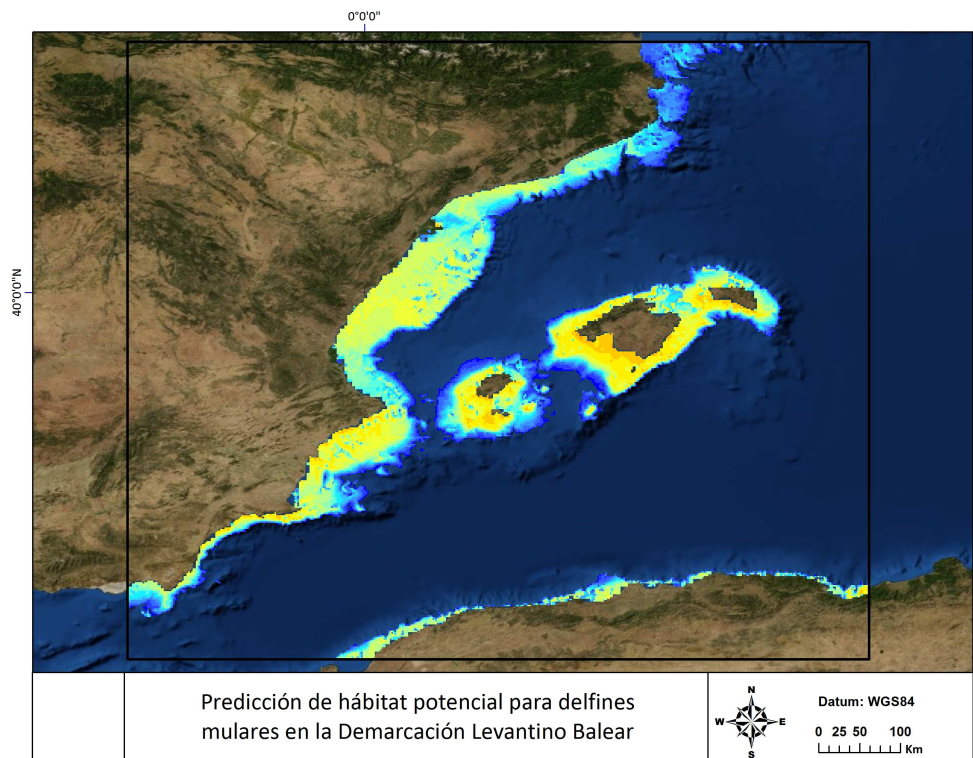 0°0'0"
40°0'0"N
Predicción de hábitat potencial para delfines
mulares en la Demarcación Levantino Balear
N
W E
S
Datum: WGS84
0 25 50 100
Km